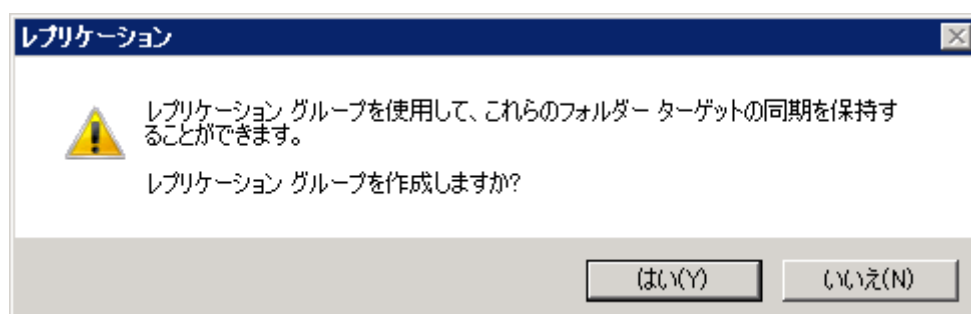 レプリケーション
レプリケーション グループを使用して、これらのフォルダー ターゲットの同期を保持す
ることができます。
レプリケーション グループを作成しますか?
はい(Y)
いいえ(N)